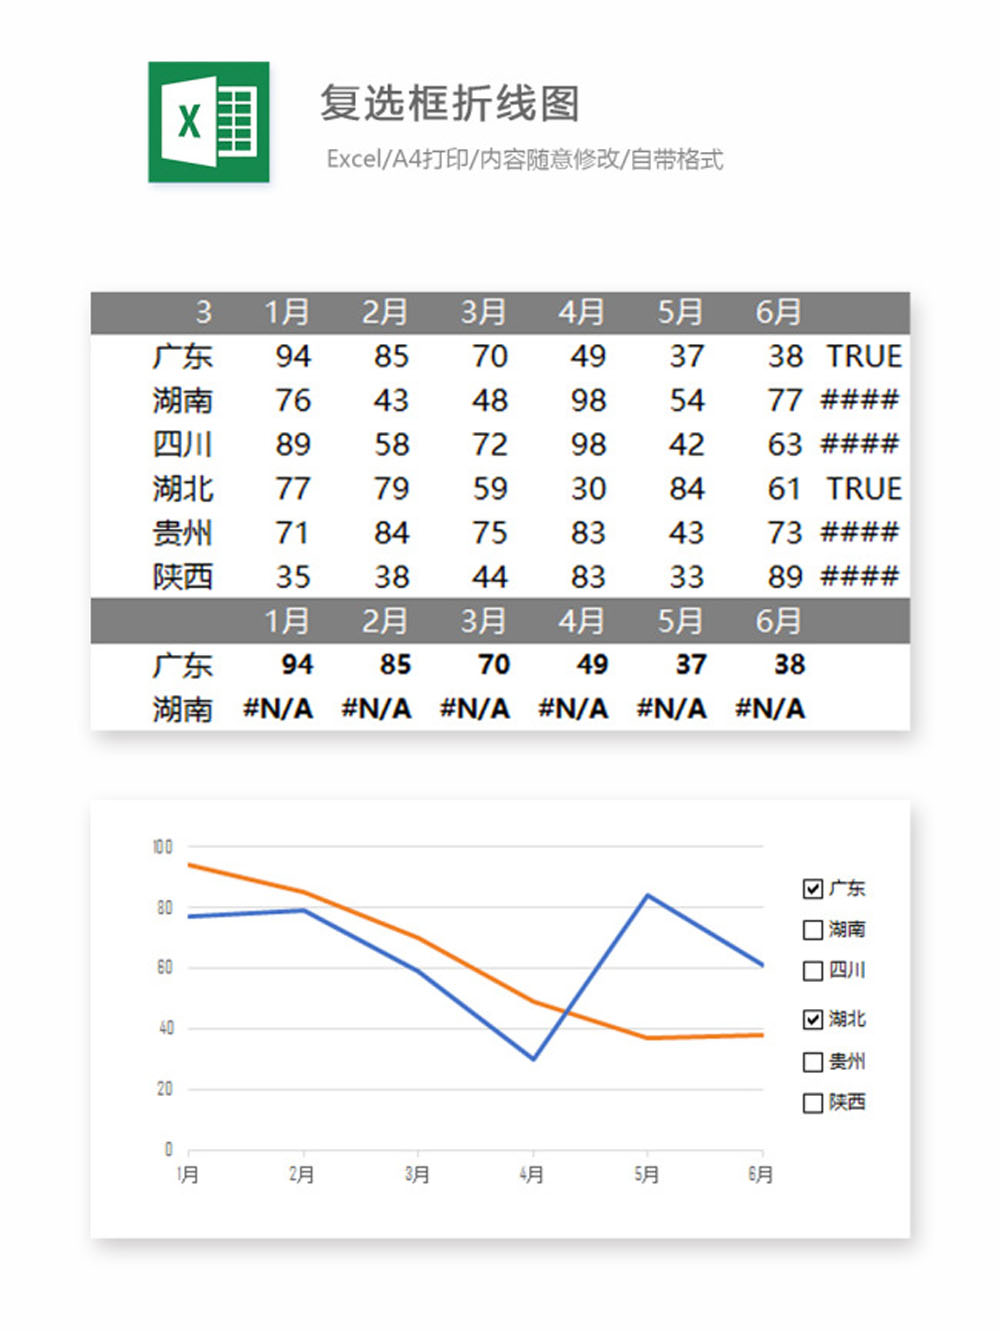 X
复选框折线图
Excel/A4打印/内容随意修改/自带格式
3 1月 2月 3月 4月 5月 6月
广东 94 85 70 49 37 38 TRUE
湖南 76 43 48 98 54 77 ####
四川 89 58 72 98 42 63 ####
湖北 77 79 59 30 84 61 TRUE
贵州 71 84 75 83 43 73 ####
陕西 35 38 44 83 33 89 ####
1月 2月 3月 4月 5月 6月
广东 94 85 70 49 37 38
湖南 #N/A #N/A #N/A #N/A #N/A #N/A
100
80
60
40
20
0
1月 2月 3月 4月 5月 6月
广东
湖南
四川
湖北
贵州
陕西